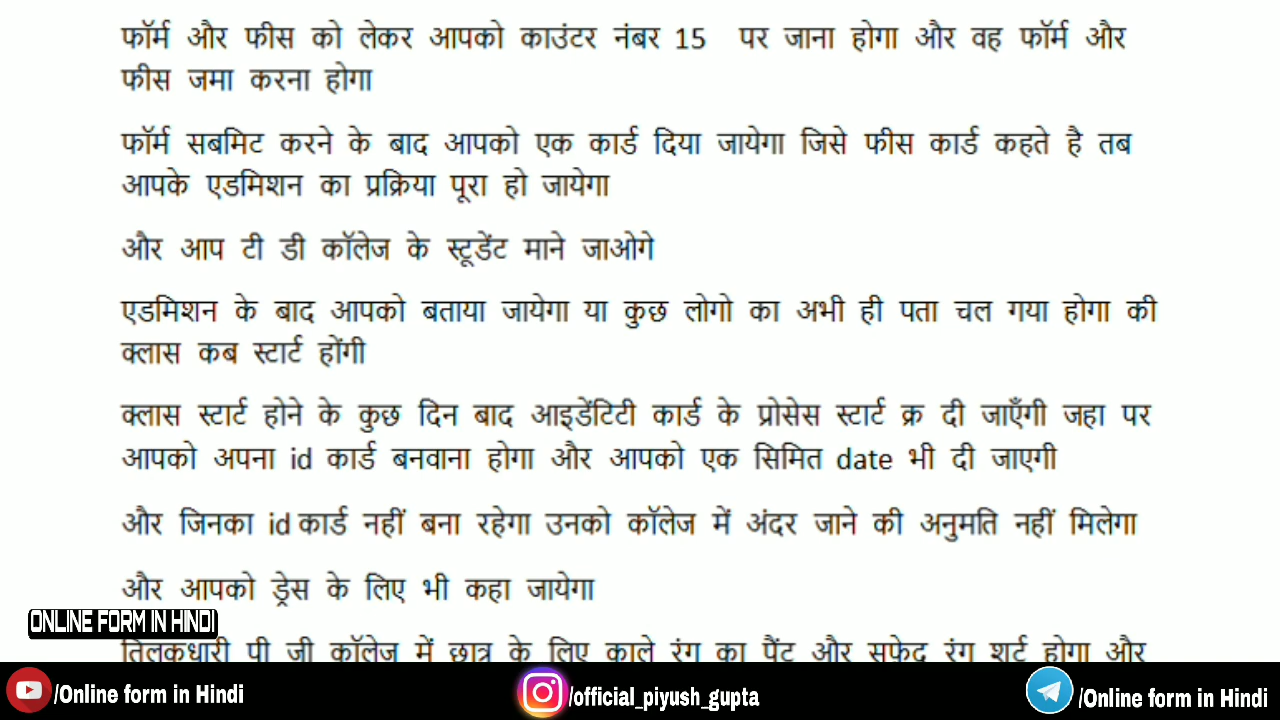 फॉर्म और फीस को लेकर आपको काउंटर नंबर 15 पर जाना होगा और वह फॉर्म और
फीस जमा करना होगा
फॉर्म सबमिट करने के बाद आपको एक कार्ड दिया जायेगा जिसे फीस कार्ड कहते है तब
आपके एडमिशन का प्रक्रिया पूरा हो जायेगा
और आप टी डी कॉलेज के स्टूडेंट माने जाओगे
एडमिशन के बाद आपको बताया जायेगा या कुछ लोगो का अभी ही पता चल गया होगा की
क्लास कब स्टार्ट होंगी
क्लास स्टार्ट होने के कुछ दिन बाद आइडेंटिटी कार्ड के प्रोसेस स्टार्ट क्र दी जाएँगी जहा पर
आपको अपना id कार्ड बनवाना होगा और आपको एक सिमित date भी दी जाएगी
और जिनका id कार्ड नहीं बना रहेगा उनको कॉलेज में अंदर जाने की अनुमति नहीं मिलेगा
और आपको ड्रेस के लिए भी कहा जायेगा
ONLINE FORM IN HINDI
तिलकधारी पी जी कॉलेज में छात्र के लिए काले रंग का पैंट और सफेद रंग शर्ट होगा और
/Online form in Hindi
/official_piyush_gupta
/Online form in Hindi